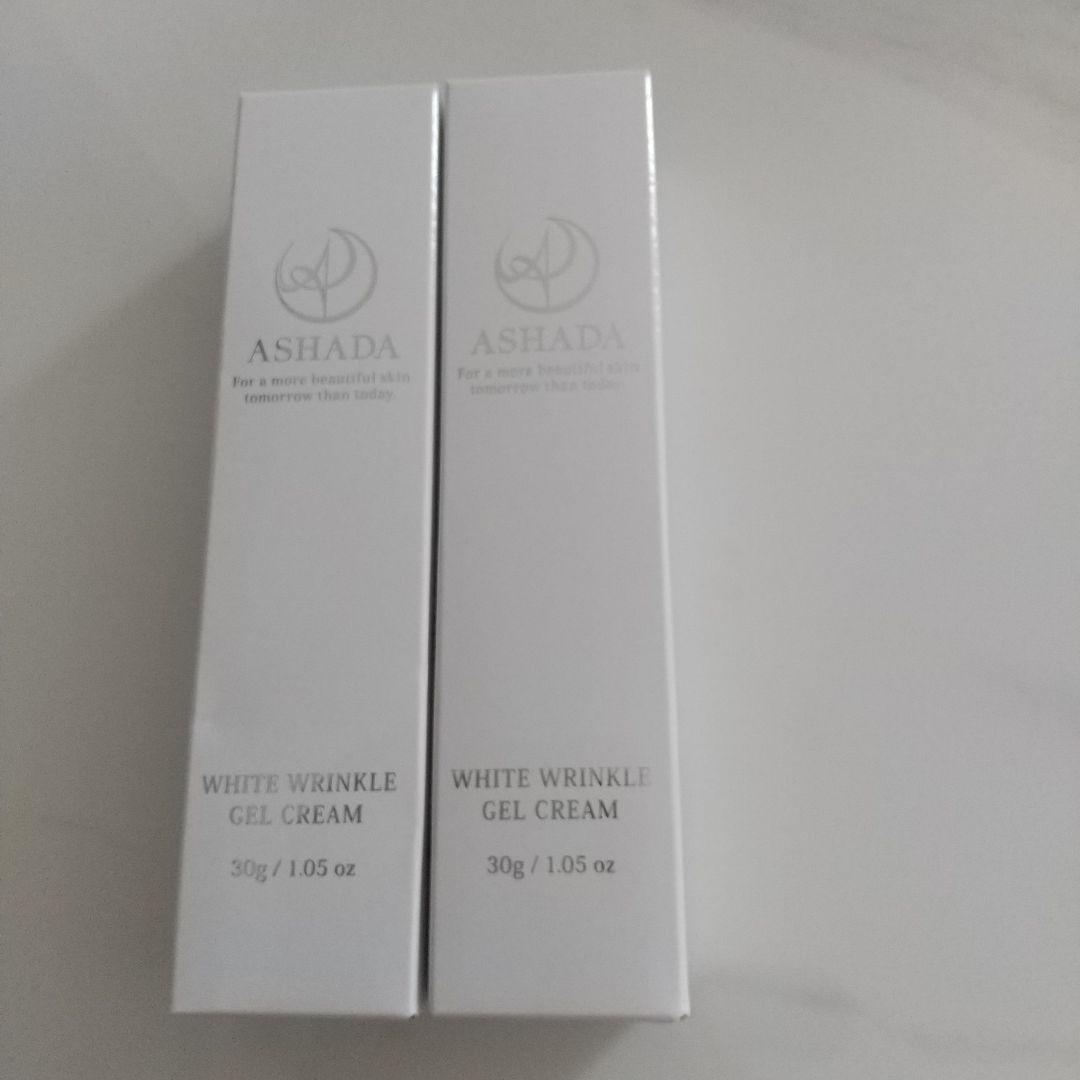 ASHADA
For a more beautiful skin
tomorrow than today.
WHITE WRINKLE
GEL CREAM
30g / 1.05 oz
ASHADA
For a more beautiful skin
tomorrow than today.
WHITE WRINKLE
GEL CREAM
30g / 1.05 oz